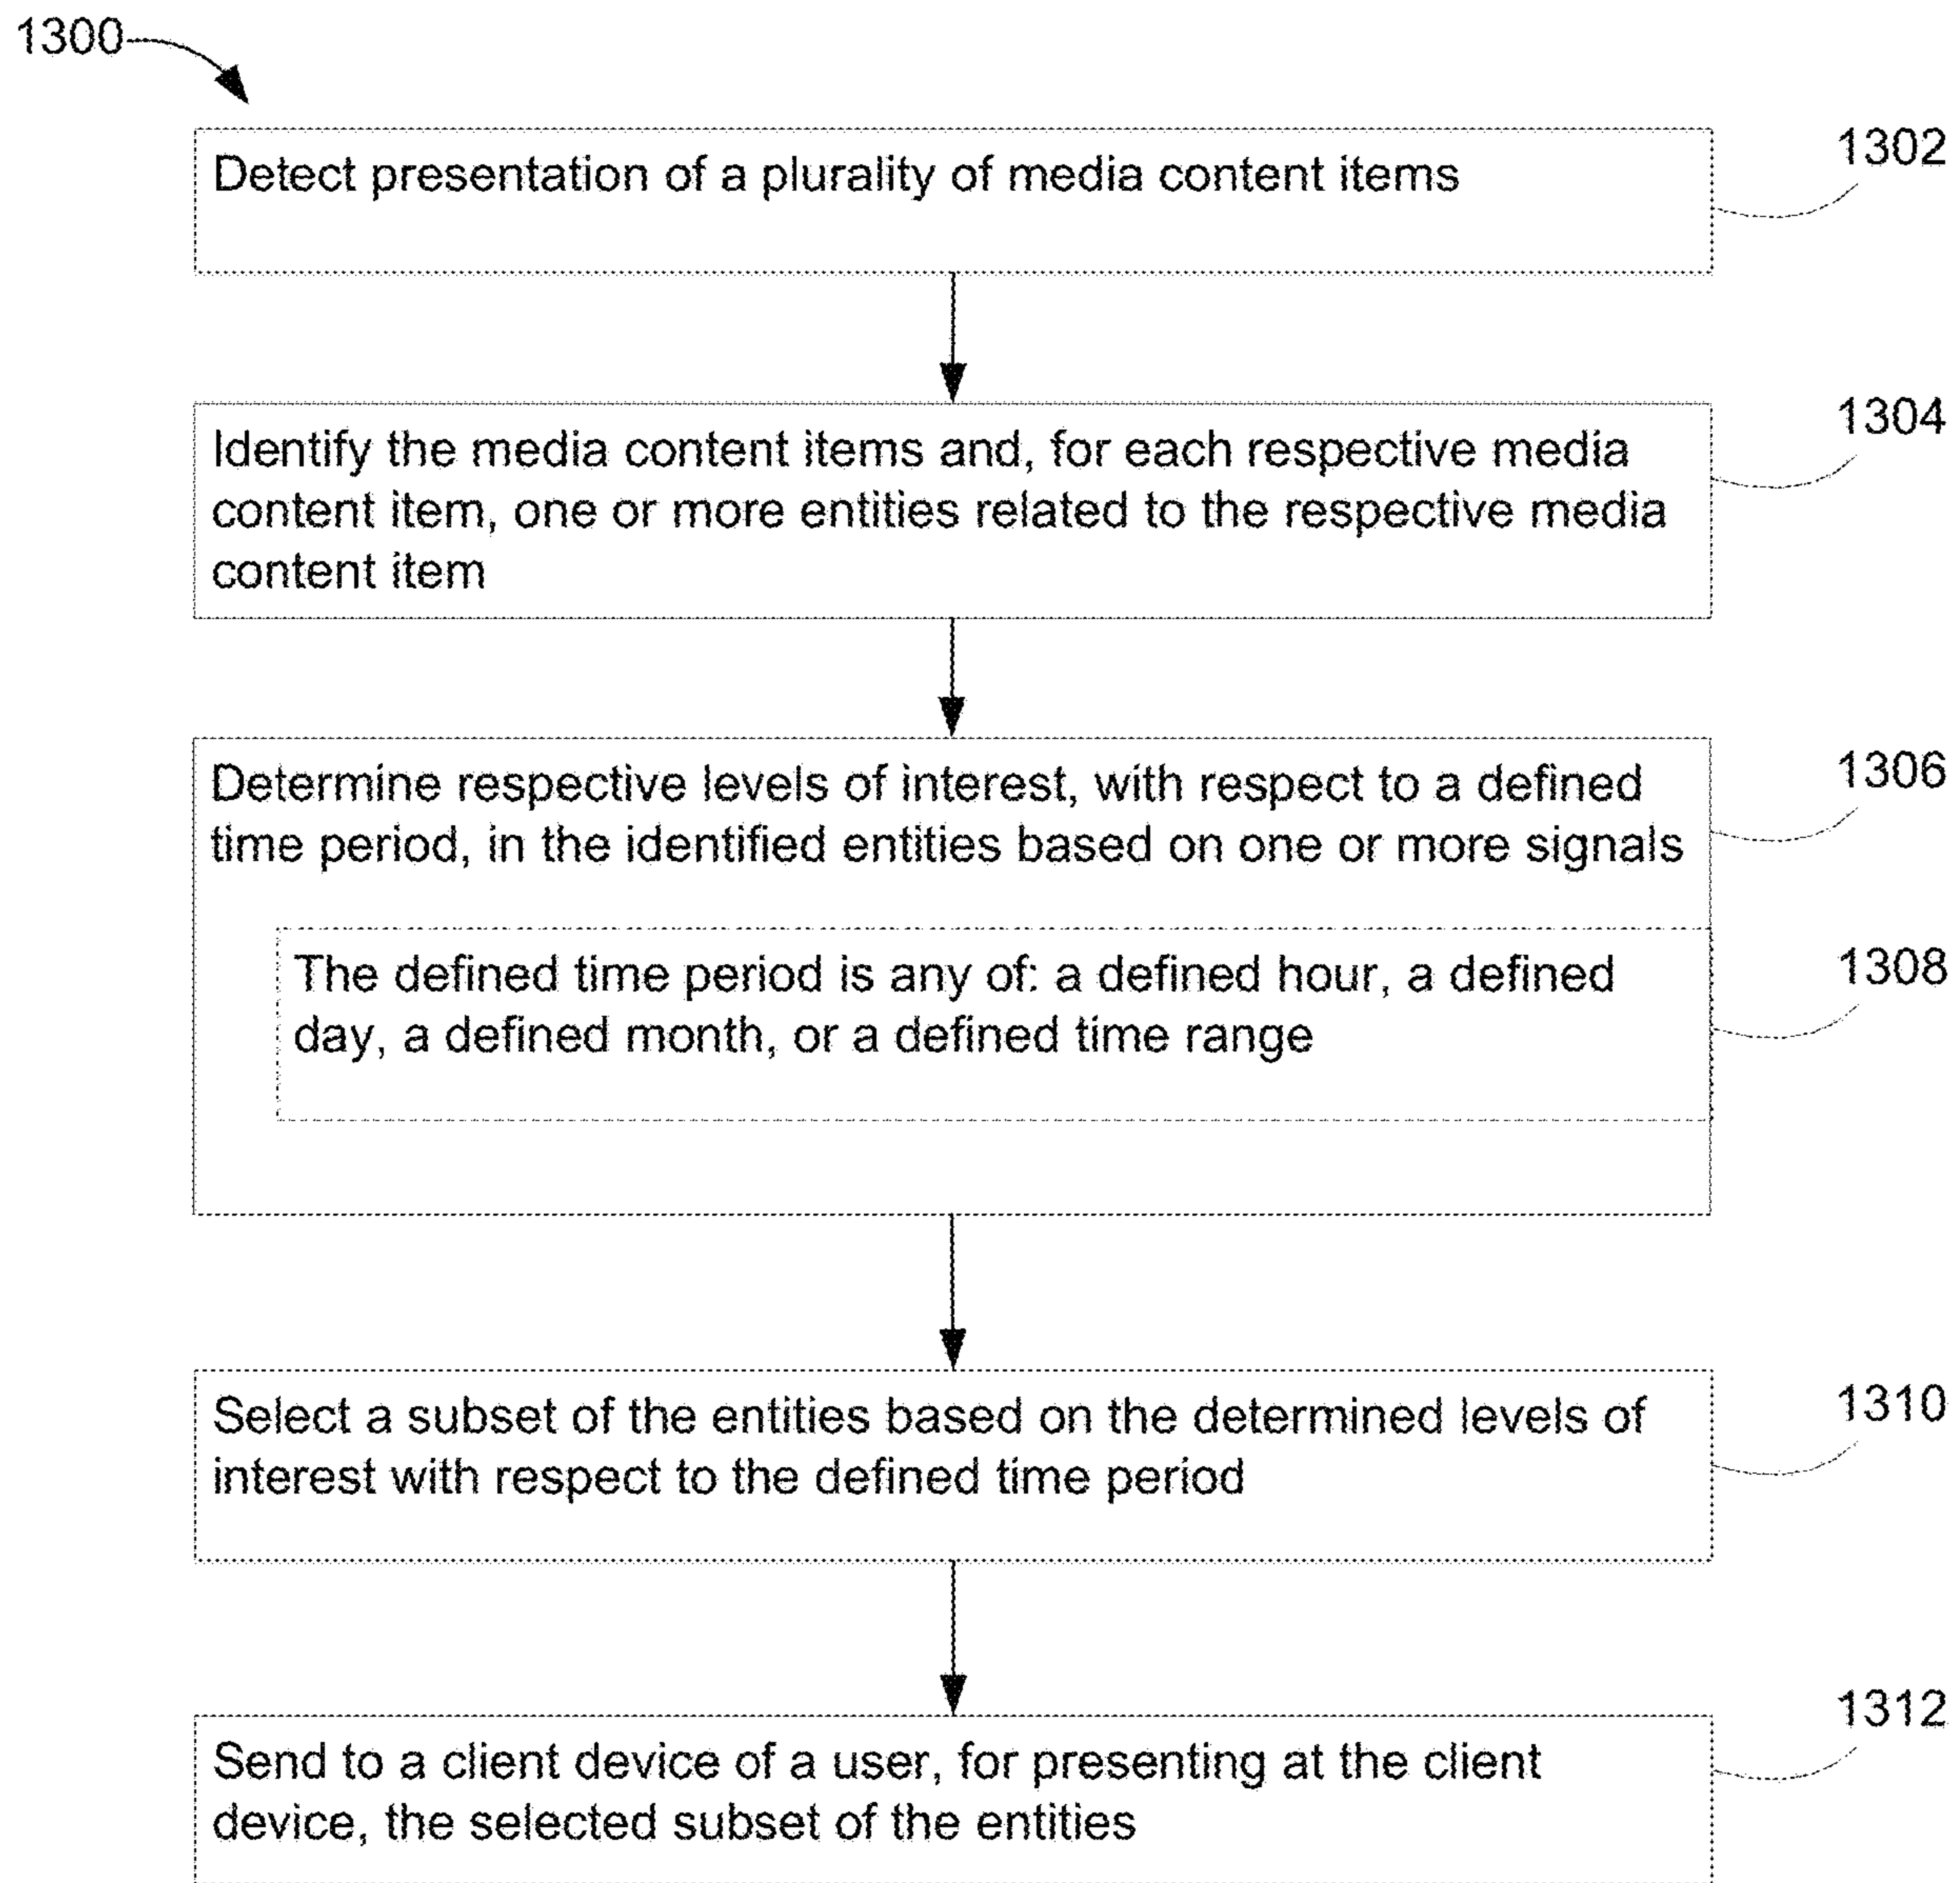 1300
Detect presentation of a plurality of media content items
1302
Identify the media content items and, for each respective media
content item, one or more entities related to the respective media
content item
1304
Determine respective levels of interest, with respect to a defined
time period, in the identified entities based on one or more signals
1306
The defined time period is any of: a defined hour, a defined
day, a defined month, or a defined time range
1308
Select a subset of the entities based on the determined levels of
interest with respect to the defined time period
1310
Send to a client device of a user, for presenting at the client
device, the selected subset of the entities
1312